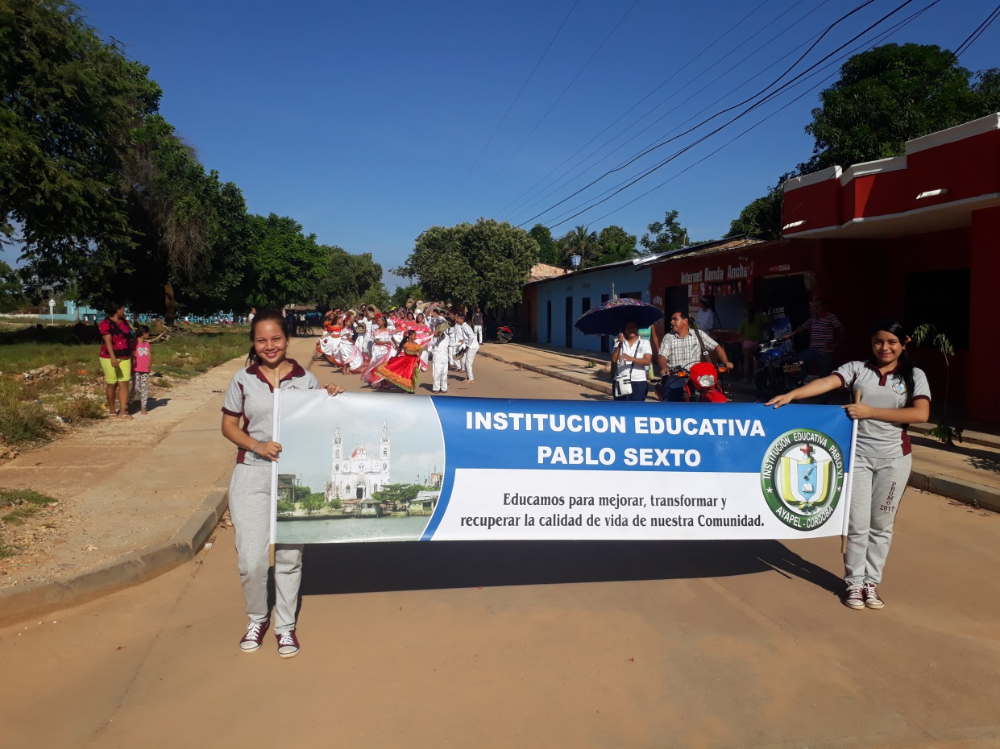 Internet Banda Ancha
INSTITUCION EDUCATIVA
PABLO SEXTO
Educamos para mejorar, transformar y
recuperar la calidad de vida de nuestra Comunidad.
INSTITUCION EDUCATIVA PABLO VI
AYAPEL - CORDOBA
PROMO
2017